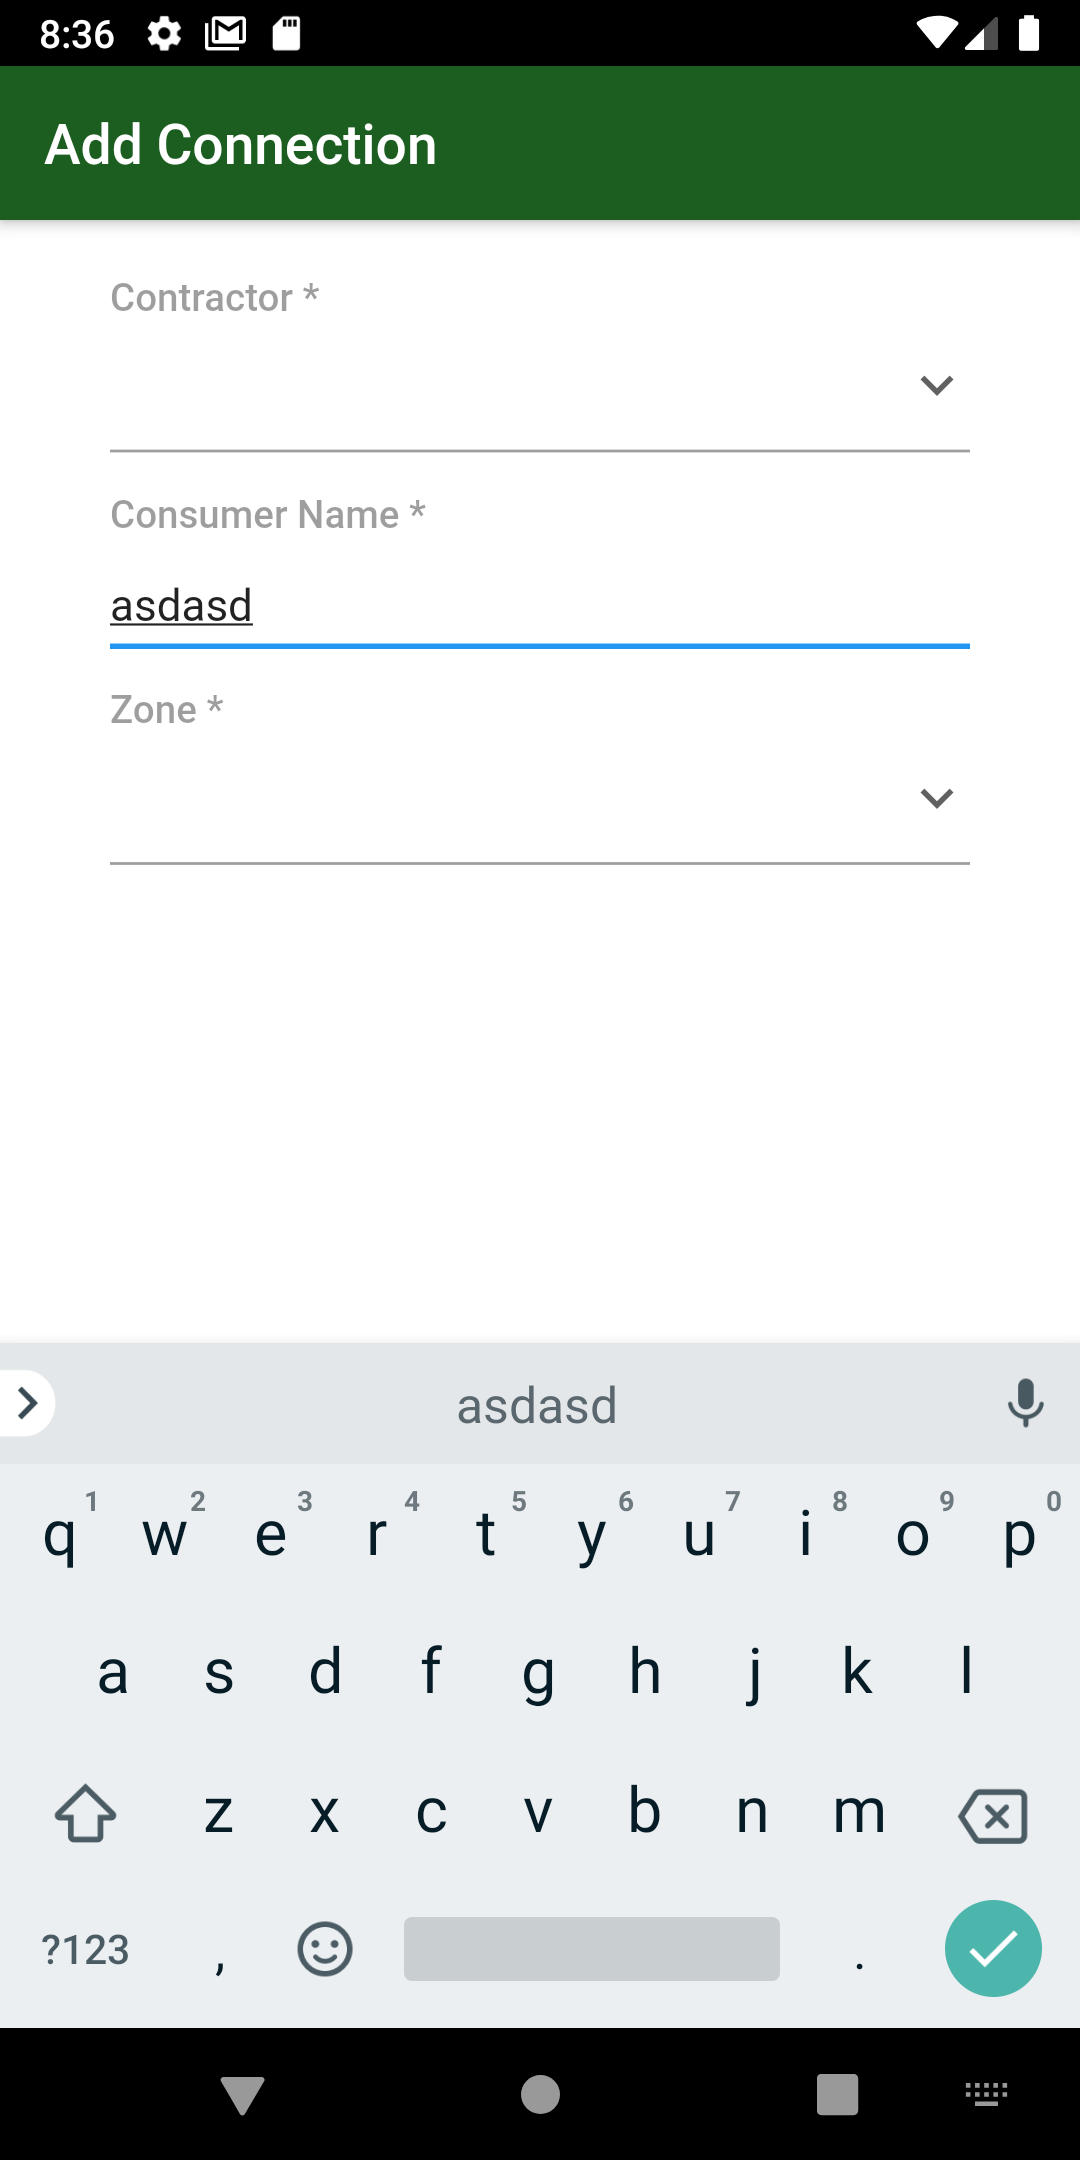 8:36
Add Connection
Contractor *
Consumer Name *
asdasd
Zone *
asdasd
q 1 w 2 e 3 r 4 t 5 y 6 u 7 i 8 o 9 p 0
a s d f g h j k l
z x c v b n m
?123 , .